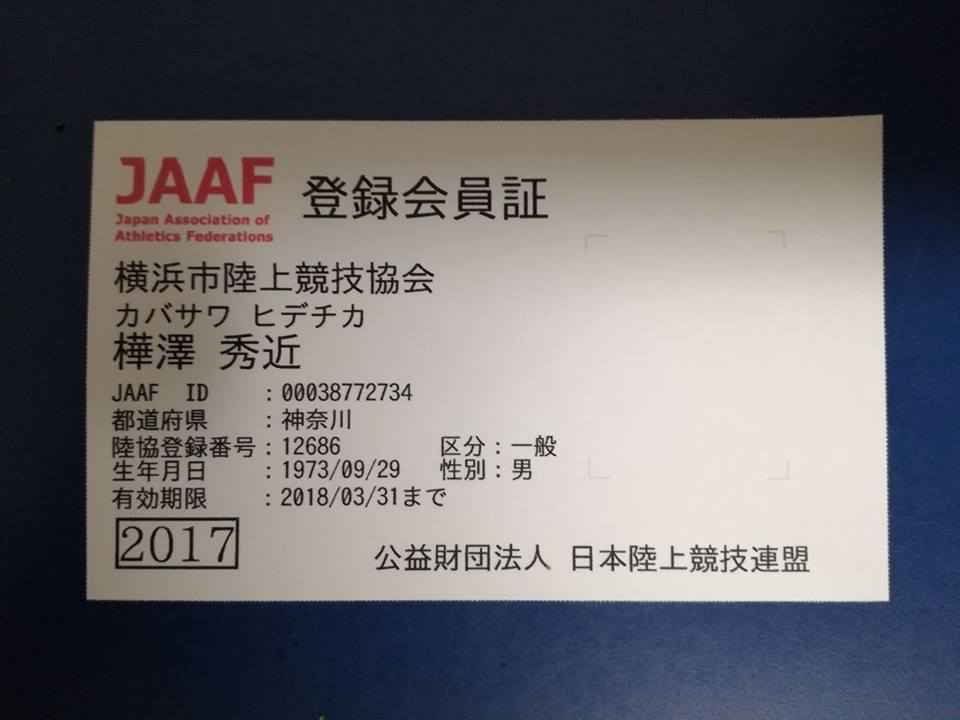 JAAF
Japan Association of
Athletics Federations
登録会員証
横浜市陸上競技協会
カバサワ ヒデチカ
樺澤 秀近
JAAF ID :00038772734
都道府県 :神奈川
陸協登録番号:12686 区分:一般
生年月日 :1973/09/29 性別:男
有効期限 :2018/03/31まで
2017
公益財団法人 日本陸上競技連盟